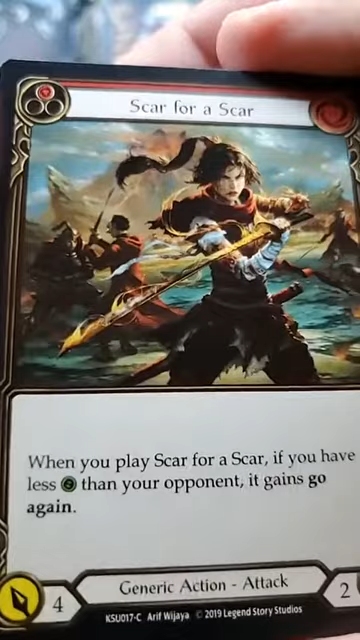 Scar for a Scar
When you play Scar for a Scar, if you have
less than your opponent, it gains go
again.
4
Generic Action - Attack
2
KSU017-C Arif Wijaya © 2019 Legend Story Studios